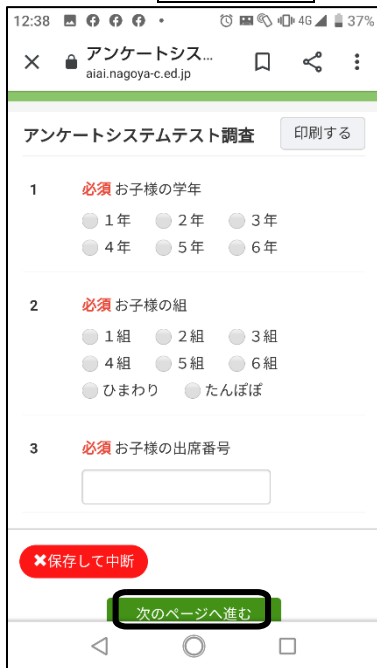 12:38 4G 37%
アンケートシス...
aiai.nagoya-c.ed.jp
アンケートシステムテスト調査 印刷する
1 必須 お子様の学年
１年 ２年 ３年
４年 ５年 ６年
2 必須 お子様の組
１組 ２組 ３組
４組 ５組 ６組
ひまわり たんぽぽ
3 必須 お子様の出席番号
✖保存して中断
次のページへ進む